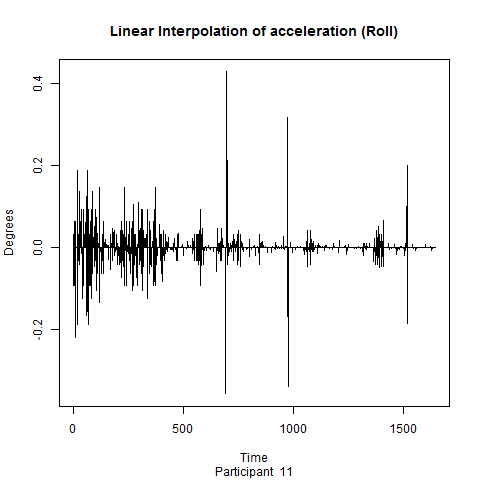 Linear Interpolation of acceleration (Roll)
Degrees
0.4
0.2
0.0
-0.2
0 500 1000 1500
Time
Participant 11